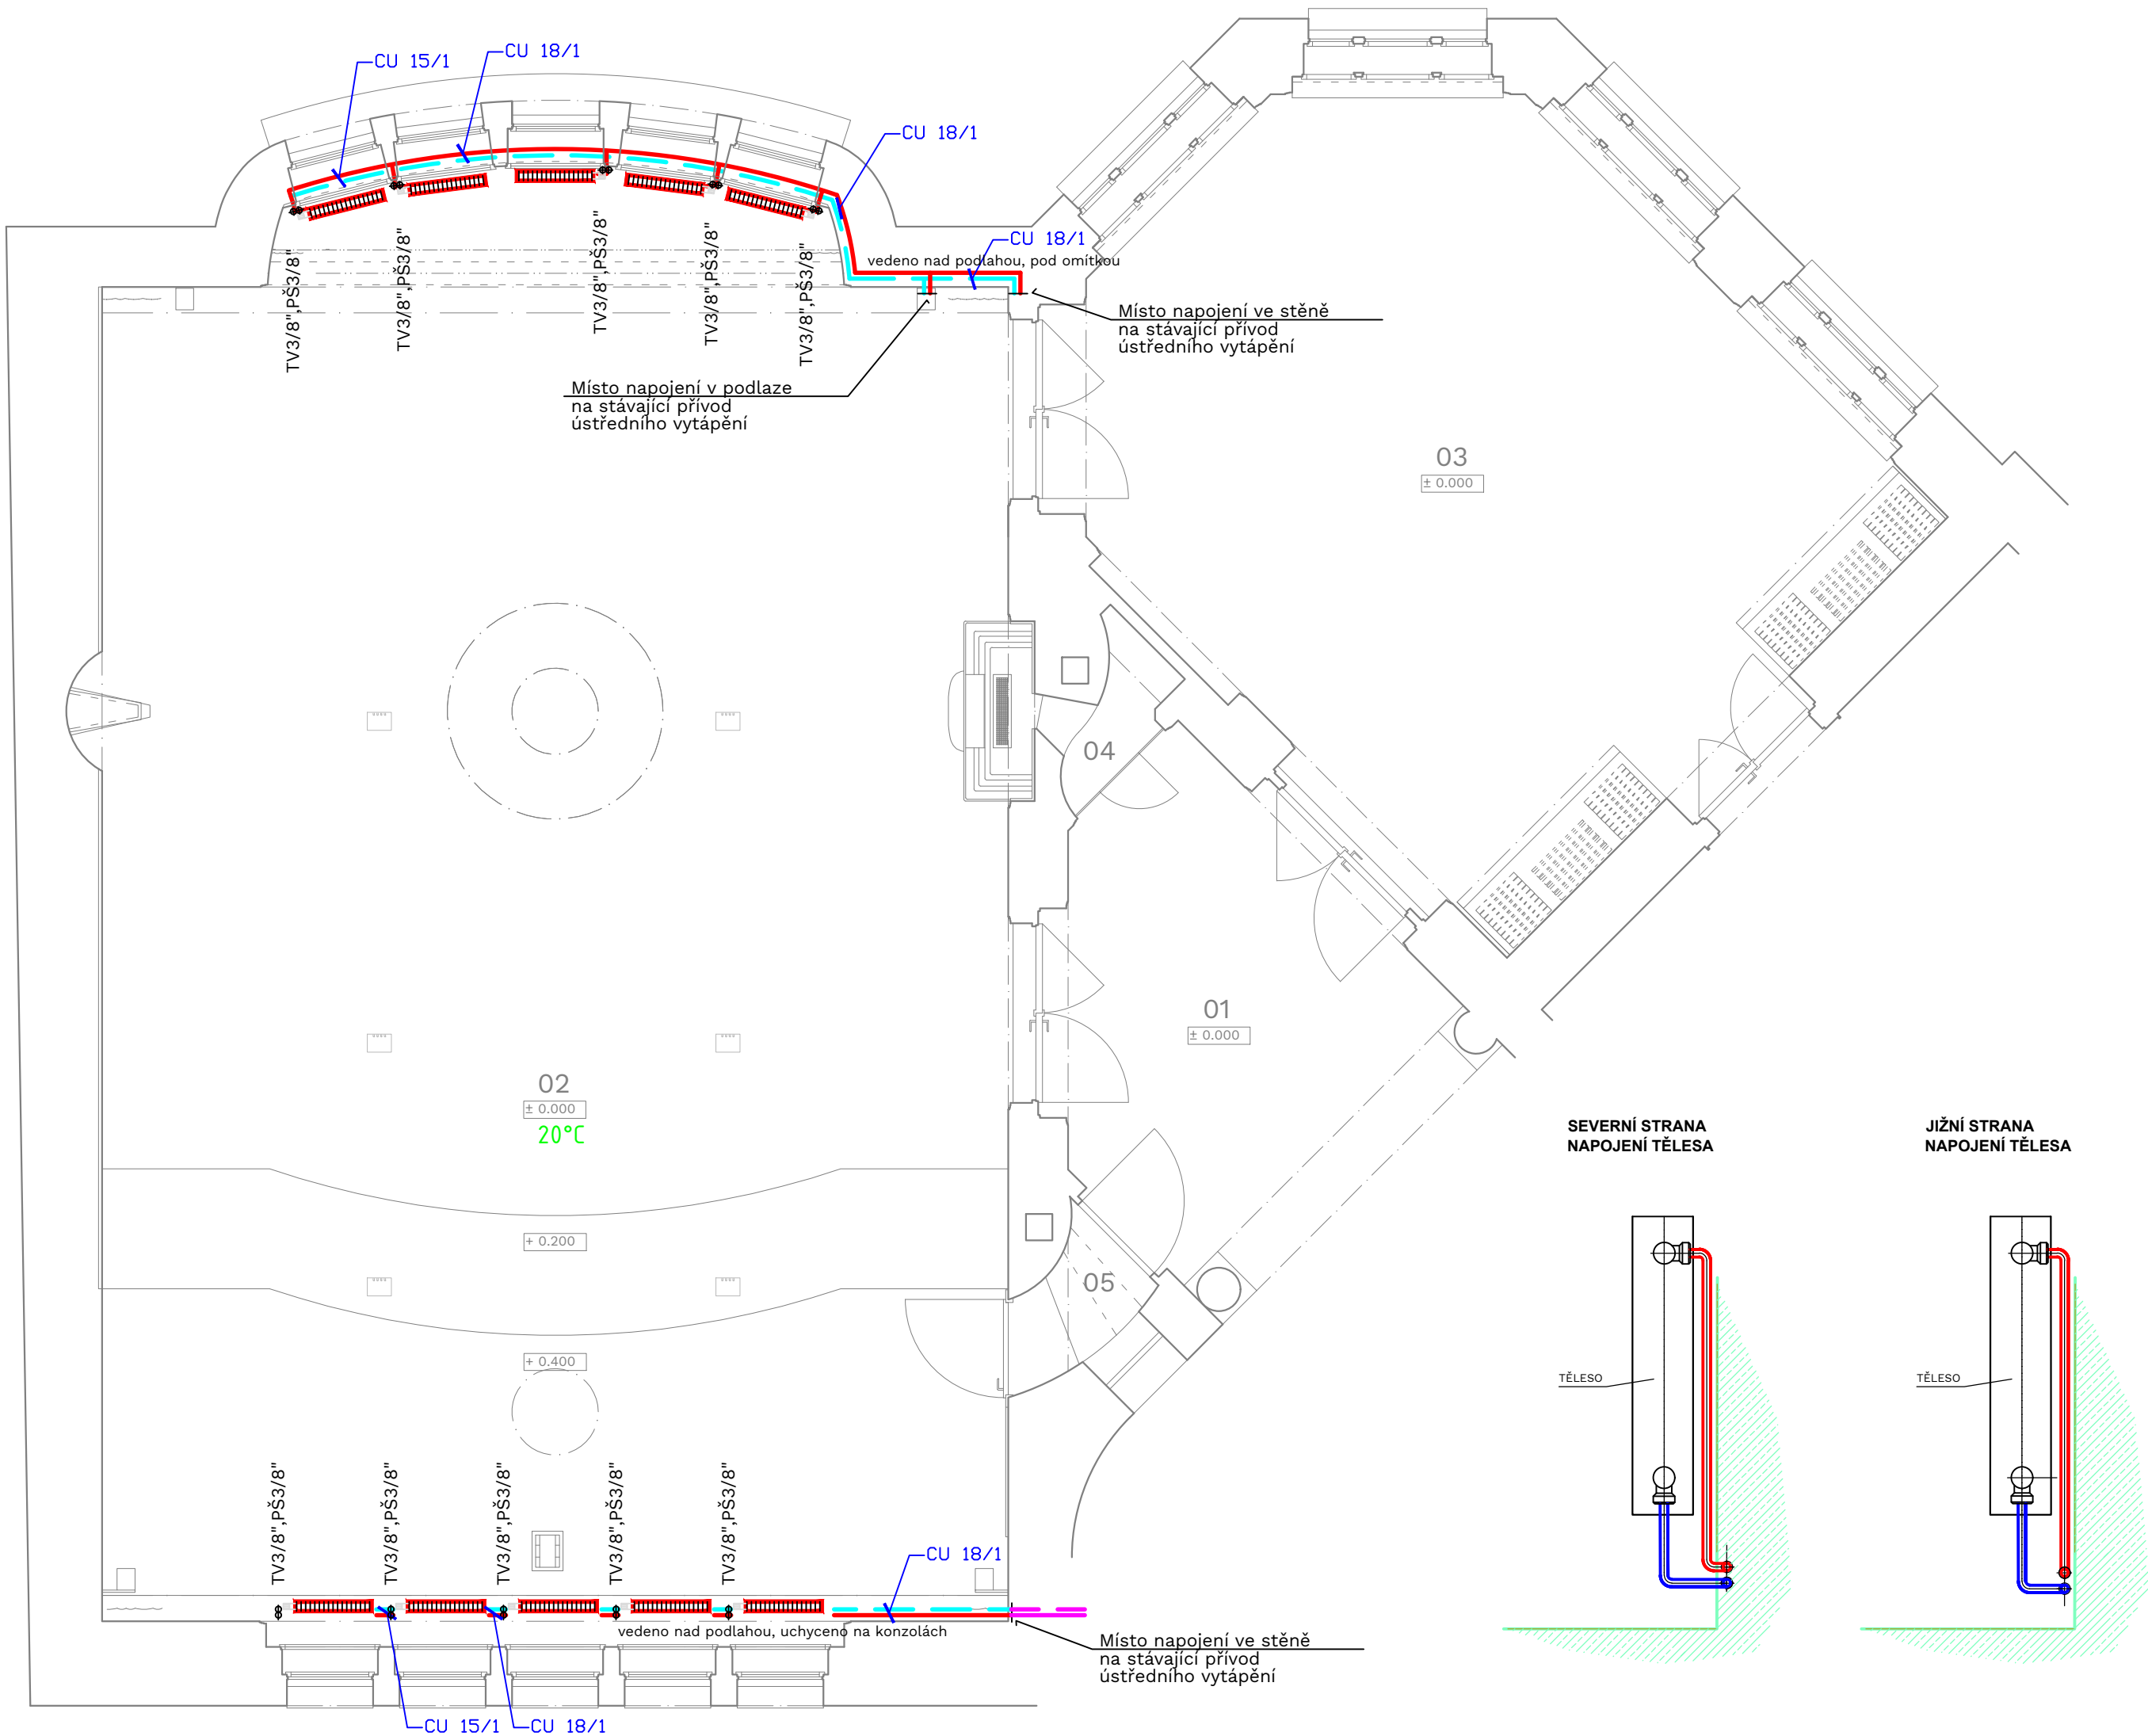 CU 15/1
CU 18/1
CU 18/1
CU 18/1
vedeno nad podlahou, pod omítkou
TV3/8",PŠ3/8"
TV3/8",PŠ3/8"
TV3/8",PŠ3/8"
TV3/8",PŠ3/8"
TV3/8",PŠ3/8"
Místo napojení ve stěně
na stávající přívod
ústředního vytápění
Místo napojení v podlaze
na stávající přívod
ústředního vytápění
03
± 0.000
04
01
± 0.000
02
± 0.000
20°C
SEVERNÍ STRANA
NAPOJENÍ TĚLESA
JIŽNÍ STRANA
NAPOJENÍ TĚLESA
+ 0.200
05
+ 0.400
TĚLESO
TĚLESO
TV3/8",PŠ3/8"
TV3/8",PŠ3/8"
TV3/8",PŠ3/8"
TV3/8",PŠ3/8"
TV3/8",PŠ3/8"
CU 18/1
vedeno nad podlahou, uchyceno na konzolách
Místo napojení ve stěně
na stávající přívod
ústředního vytápění
CU 15/1
CU 18/1